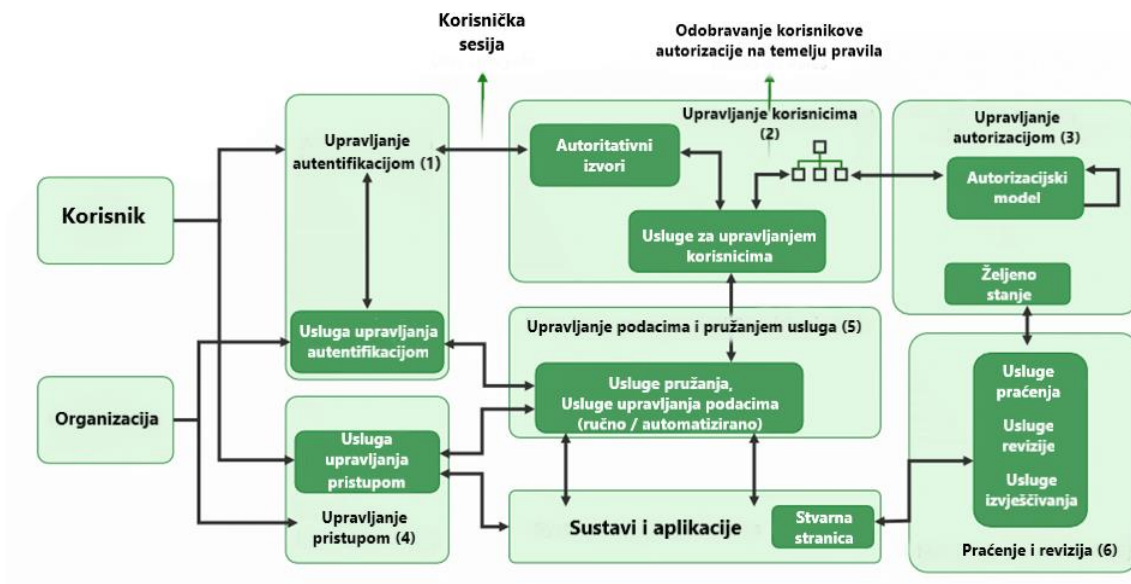 Korisnička
sesija
Odobravanje korisnikove
autorizacije na temelju pravila
Korisnik
Organizacija
Upravljanje
autentifikacijom (1)
Usluga upravljanja
autentifikacijom
Usluga
upravljanja
pristupom
Upravljanje
pristupom (4)
Upravljanje korisnicima
(2)
Autoritativni
izvori
Usluge za upravljanjem
korisnicima
Upravljanje podacima i pružanjem usluga (5)
Usluge pružanja,
Usluge upravljanja podacima
(ručno / automatizirano)
Sustavi i aplikacije
Stvarna
stranica
Upravljanje
autorizacijom (3)
Autorizacijski
model
Željeno
stanje
Usluge
praćenja
Usluge
revizije
Usluge
izvješčivanja
Praćenje i revizija (6)